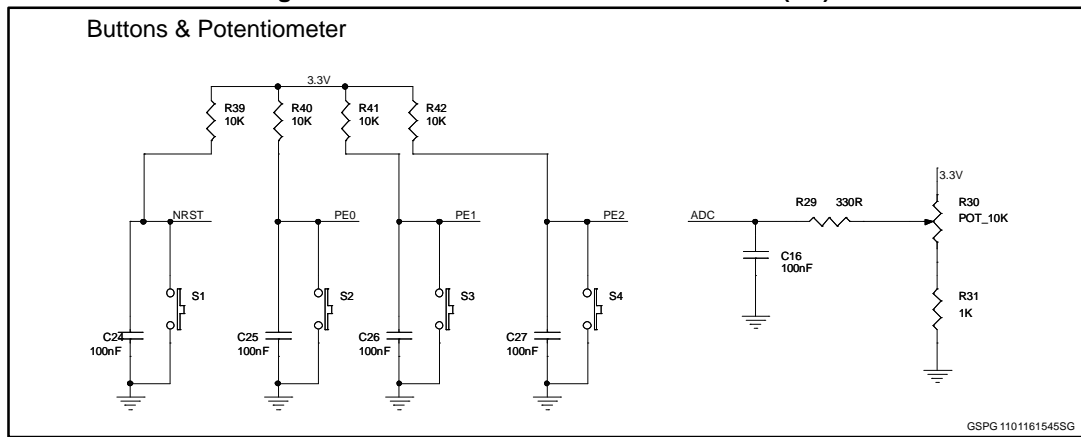 Buttons & Potentiometer
3.3V
R39
10K
R40
10K
R41
10K
R42
10K
NRST
PE0
PE1
PE2
S1
S2
S3
S4
C24
100nF
C25
100nF
C26
100nF
C27
100nF
ADC
R29 330R
C16
100nF
3.3V
R30
POT_10K
R31
1K
GSPG 1101161545SG